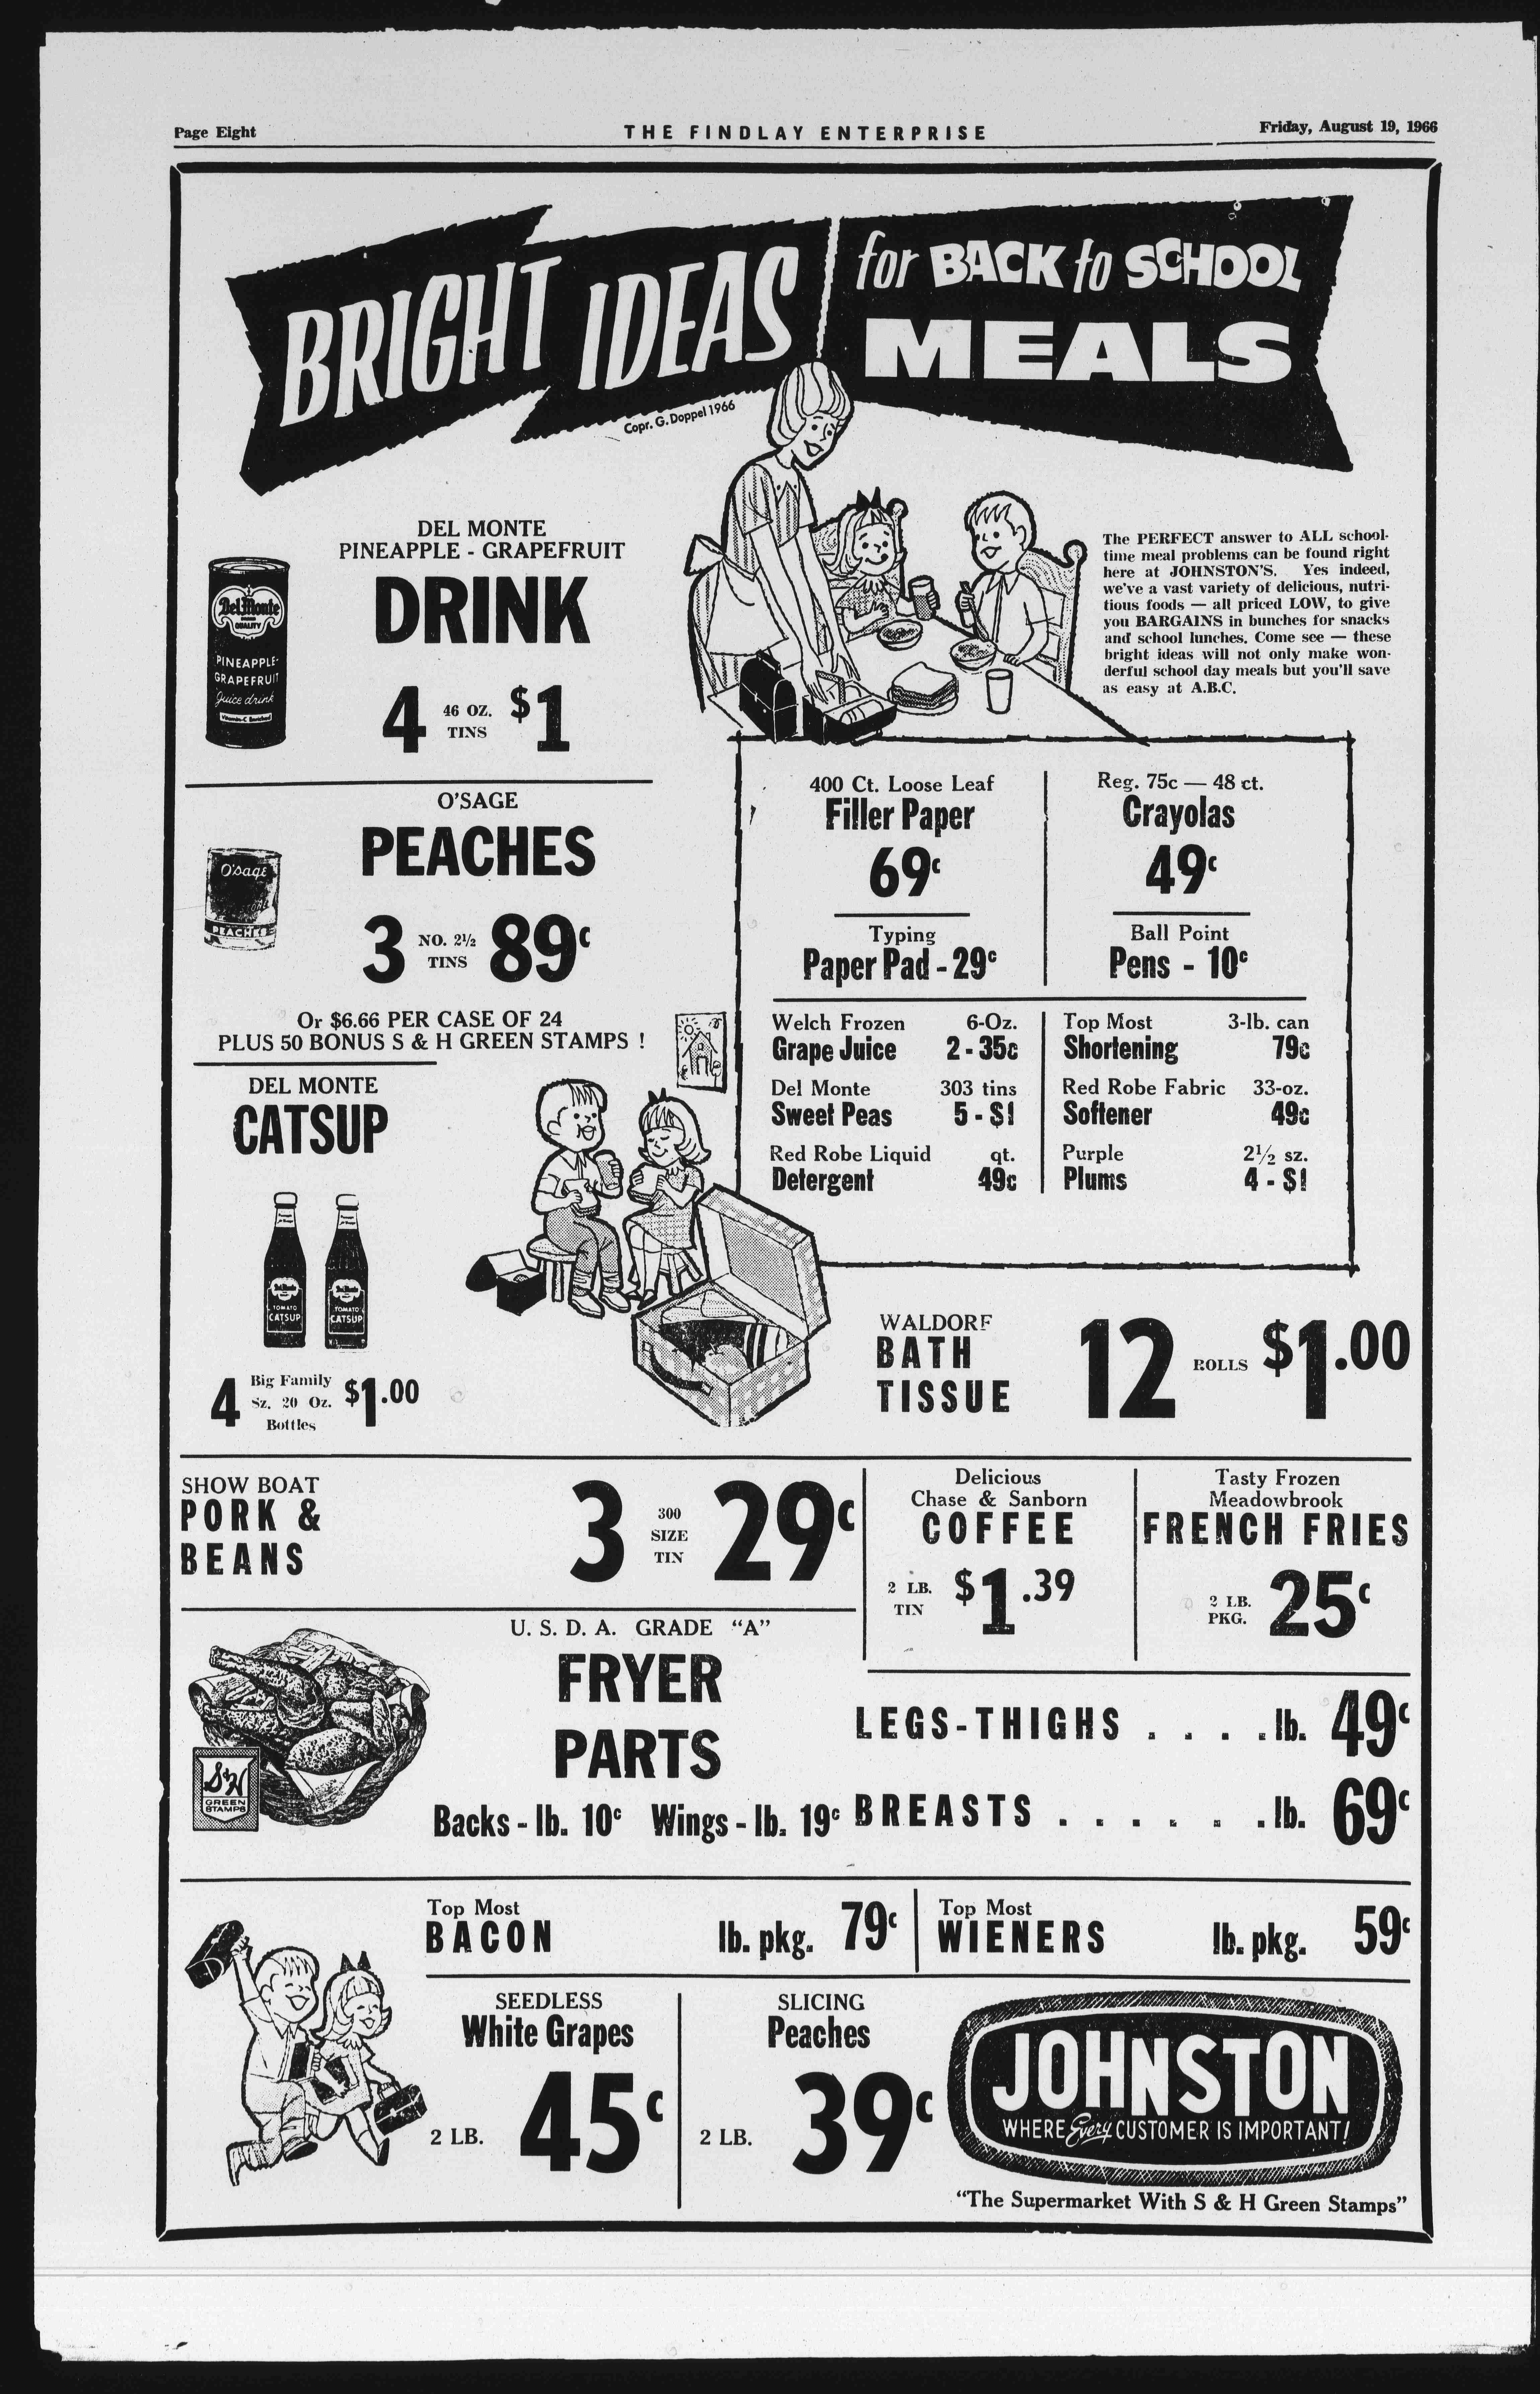 Page Eight
THE FINDLAY ENTERPRISE
Friday, August 19, 1966
BRIGHT IDEAS
for BACK to SCHOOL
MEALS
Copr. G. Doppel 1966
DEL MONTE
PINEAPPLE - GRAPEFRUIT
DRINK
4 46 OZ. TINS $1
Del Monte
QUALITY
PINEAPPLE-
GRAPEFRUIT
Juice drink
The PERFECT answer to ALL school-
time meal problems can be found right
here at JOHNSTON'S. Yes indeed,
we've a vast variety of delicious, nutri-
tious foods — all priced LOW, to give
you BARGAINS in bunches for snacks
and school lunches. Come see — these
bright ideas will not only make won-
derful school day meals but you'll save
as easy at A.B.C.
O'SAGE
PEACHES
3 NO. 2½ TINS 89c
O'sage
PEACHES
Or $6.66 PER CASE OF 24
PLUS 50 BONUS S & H GREEN STAMPS !
400 Ct. Loose Leaf
Filler Paper
69c
Typing
Paper Pad - 29c
Reg. 75c — 48 ct.
Crayolas
49c
Ball Point
Pens - 10c
Welch Frozen 6-Oz.
Grape Juice 2 - 35c
Del Monte 303 tins
Sweet Peas 5 - $1
Red Robe Liquid qt.
Detergent 49c
Top Most 3-lb. can
Shortening 79c
Red Robe Fabric 33-oz.
Softener 49c
Purple 2½ sz.
Plums 4 - $1
DEL MONTE
CATSUP
Del Monte
TOMATO
CATSUP
Del Monte
TOMATO
CATSUP
4 Big Family
Sz. 20 Oz.
Bottles
$1.00
WALDORF
BATH
TISSUE
12 ROLLS $1.00
SHOW BOAT
PORK &
BEANS
3 300
SIZE
TIN
29c
Delicious
Chase & Sanborn
COFFEE
2 LB.
TIN
$1.39
Tasty Frozen
Meadowbrook
FRENCH FRIES
2 LB.
PKG.
25c
U. S. D. A. GRADE "A"
FRYER
PARTS
S&H
GREEN
STAMPS
Backs - lb. 10c Wings - lb. 19c
LEGS-THIGHS . . . . lb. 49c
BREASTS . . . . . . . lb. 69c
Top Most
BACON lb. pkg. 79c
Top Most
WIENERS lb. pkg. 59c
SEEDLESS
White Grapes
2 LB. 45c
SLICING
Peaches
2 LB. 39c
JOHNSTON
WHERE Every CUSTOMER IS IMPORTANT!
"The Supermarket With S & H Green Stamps"